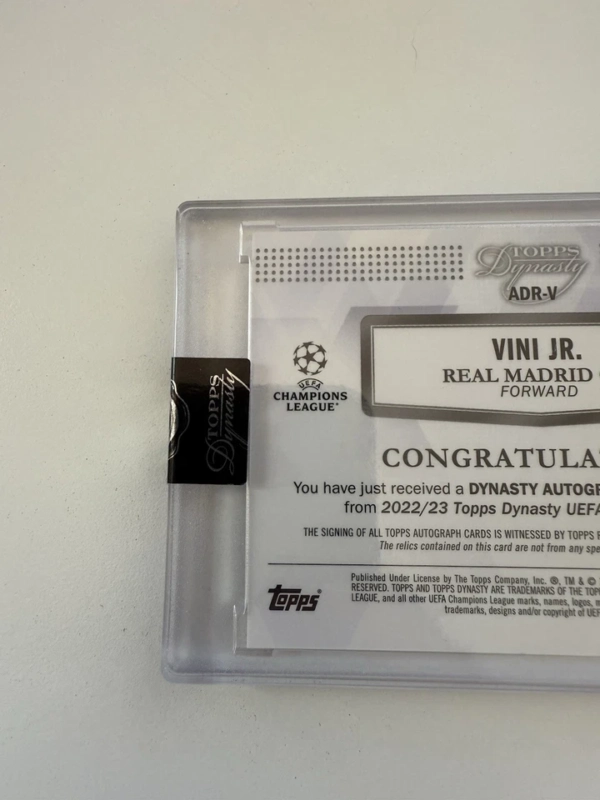 TOPPS
Dynasty
ADR-V
VINI JR.
REAL MADRID
FORWARD
UEFA
CHAMPIONS
LEAGUE
TOPPS
Dynasty
CONGRATULA
You have just received a DYNASTY AUTOG
from 2022/23 Topps Dynasty UEFA
THE SIGNING OF ALL TOPPS AUTOGRAPH CARDS IS WITNESSED BY TOPPS
The relics contained on this card are not from any spe
topps
Published Under License by The Topps Company, Inc. ®, TM & ©
RESERVED. TOPPS AND TOPPS DYNASTY ARE TRADEMARKS OF THE TOP
LEAGUE, and all other UEFA Champions League marks, names, logos,
trademarks, designs and/or copyright of UEF